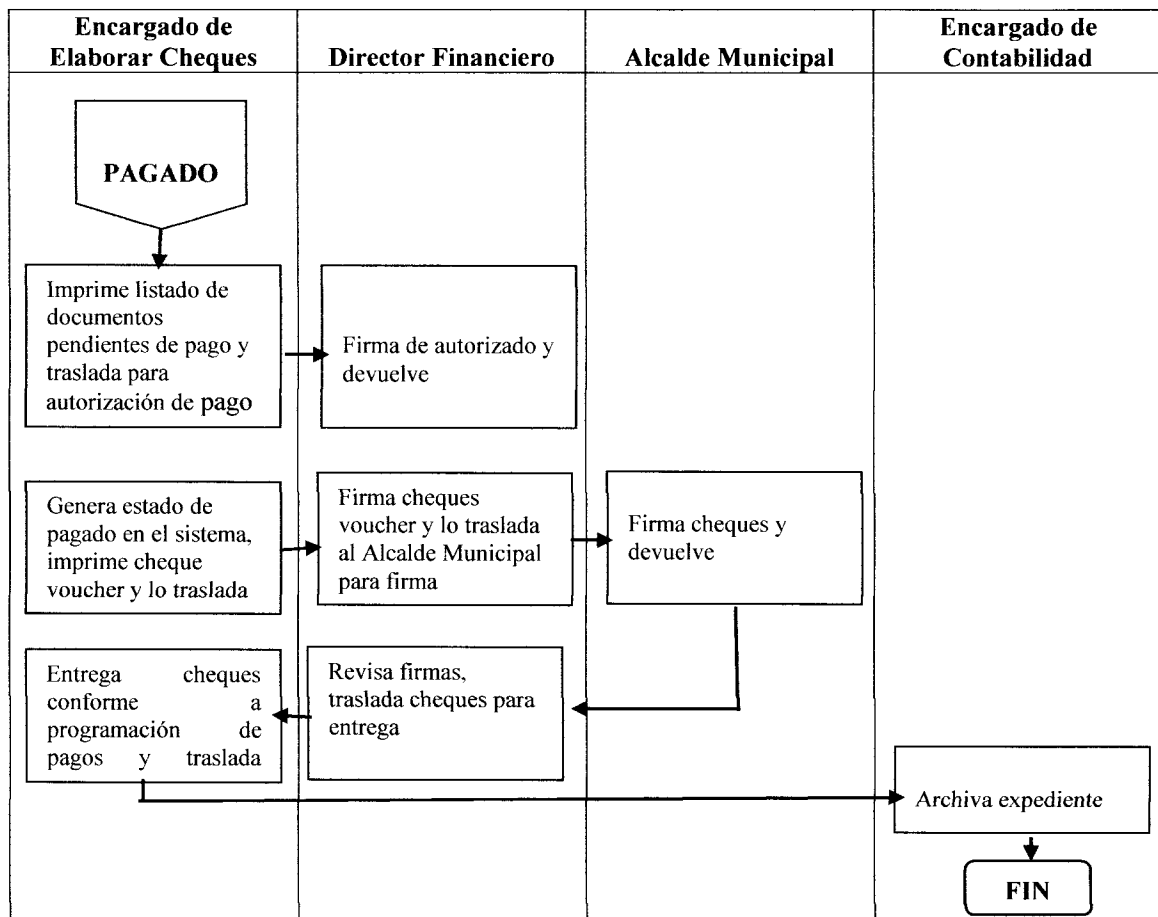 Encargado de
Elaborar Cheques
Director Financiero
Alcalde Municipal
Encargado de
Contabilidad
PAGADO
Imprime listado de
documentos
pendientes de pago y
traslada para
autorización de pago
Firma de autorizado y
devuelve
Genera estado de
pagado en el sistema,
imprime cheque
voucher y lo traslada
Firma cheques
voucher y lo traslada
al Alcalde Municipal
para firma
Firma cheques y
devuelve
Entrega cheques
conforme a
programación de
pagos y traslada
Revisa firmas,
traslada cheques para
entrega
Archiva expediente
FIN